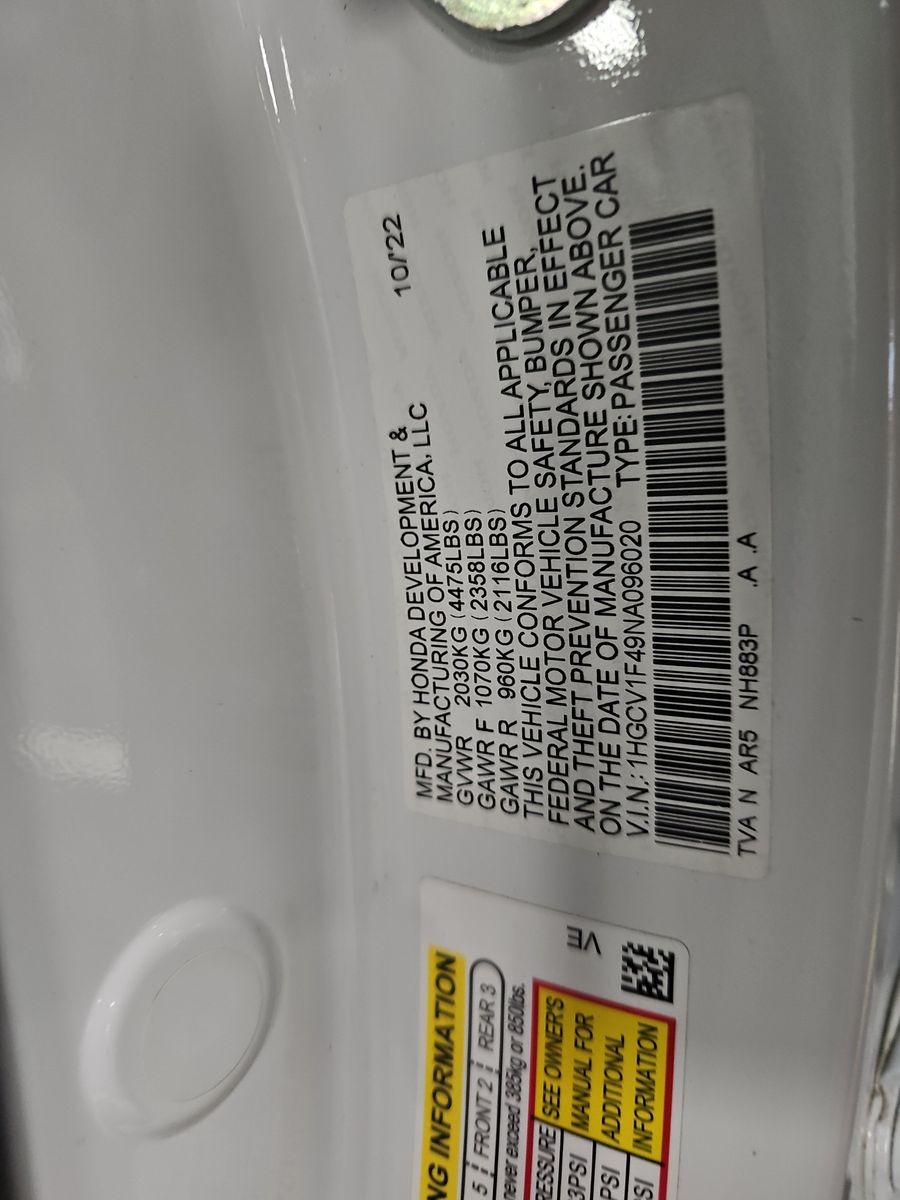 MFD. BY HONDA DEVELOPMENT & 10/'22
MANUFACTURING OF AMERICA, LLC
GVWR 2030KG (4475LBS)
GAWR F 1070KG (2358LBS)
GAWR R 960KG (2116LBS)
THIS VEHICLE CONFORMS TO ALL APPLICABLE
FEDERAL MOTOR VEHICLE SAFETY, BUMPER,
AND THEFT PREVENTION STANDARDS IN EFFECT
ON THE DATE OF MANUFACTURE SHOWN ABOVE.
V.I.N.: 1HGCV1F49NA096020 TYPE: PASSENGER CAR
TVA N AR5 NH883P .A .A
NG INFORMATION
5 FRONT 2 REAR 3
never exceed 385kg or 850lbs.
RESSURE SEE OWNER'S
3PSI MANUAL FOR
PSI ADDITIONAL
SI INFORMATION